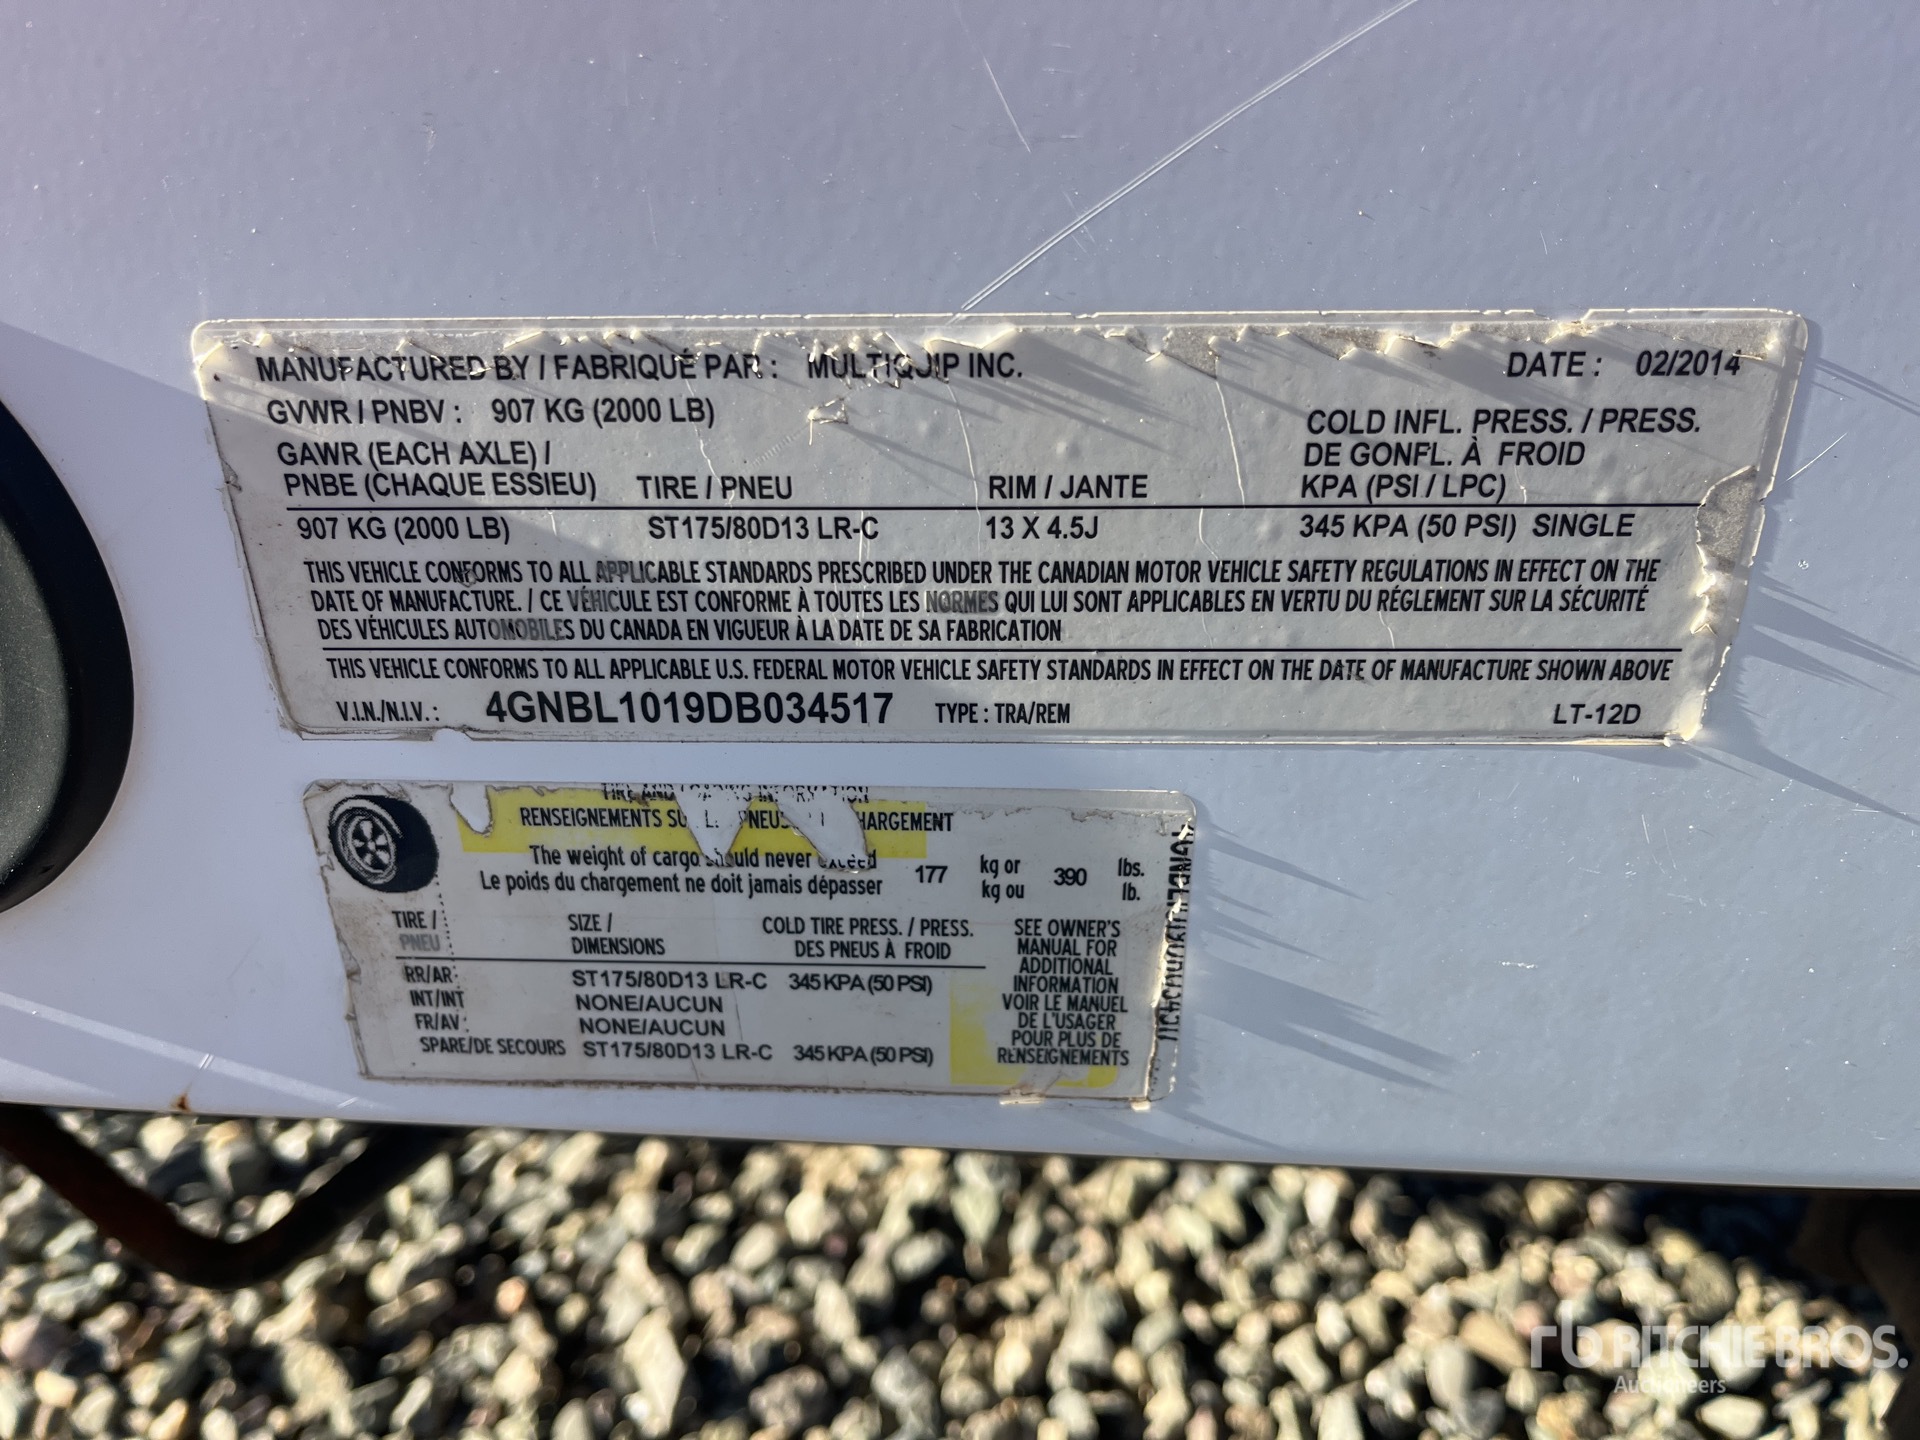 MANUFACTURED BY / FABRIQUÉ PAR : MULTIQUIP INC. DATE : 02/2014
GVWR / PNBV : 907 KG (2000 LB)
GAWR (EACH AXLE) /
PNBE (CHAQUE ESSIEU) TIRE / PNEU RIM / JANTE
COLD INFL. PRESS. / PRESS.
DE GONFL. À FROID
KPA (PSI / LPC)
907 KG (2000 LB) ST175/80D13 LR-C 13 X 4.5J 345 KPA (50 PSI) SINGLE
THIS VEHICLE CONFORMS TO ALL APPLICABLE STANDARDS PRESCRIBED UNDER THE CANADIAN MOTOR VEHICLE SAFETY REGULATIONS IN EFFECT ON THE
DATE OF MANUFACTURE. / CE VÉHICULE EST CONFORME À TOUTES LES NORMES QUI LUI SONT APPLICABLES EN VERTU DU RÉGLEMENT SUR LA SÉCURITÉ
DES VÉHICULES AUTOMOBILES DU CANADA EN VIGUEUR À LA DATE DE SA FABRICATION
THIS VEHICLE CONFORMS TO ALL APPLICABLE U.S. FEDERAL MOTOR VEHICLE SAFETY STANDARDS IN EFFECT ON THE DATE OF MANUFACTURE SHOWN ABOVE
V.I.N./N.I.V.: 4GNBL1019DB034517 TYPE : TRA/REM LT-12D
TIRE AND LOADING INFORMATION
RENSEIGNEMENTS
The weight of cargo should never exceed
Le poids du chargement ne doit jamais dépasser
177 kg or
kg ou
390 lbs.
lb.
TIRE /
PNEU
SIZE /
DIMENSIONS
COLD TIRE PRESS. / PRESS.
DES PNEUS À FROID
RR/AR: ST175/80D13 LR-C 345 KPA (50 PSI)
INT/INT NONE/AUCUN
FR/AV: NONE/AUCUN
SPARE/DE SECOURS ST175/80D13 LR-C 345 KPA (50 PSI)
SEE OWNER'S
MANUAL FOR
ADDITIONAL
INFORMATION
VOIR LE MANUEL
DE L'USAGER
POUR PLUS DE
RENSEIGNEMENTS
rb RITCHIE BROS.
Auctioneers